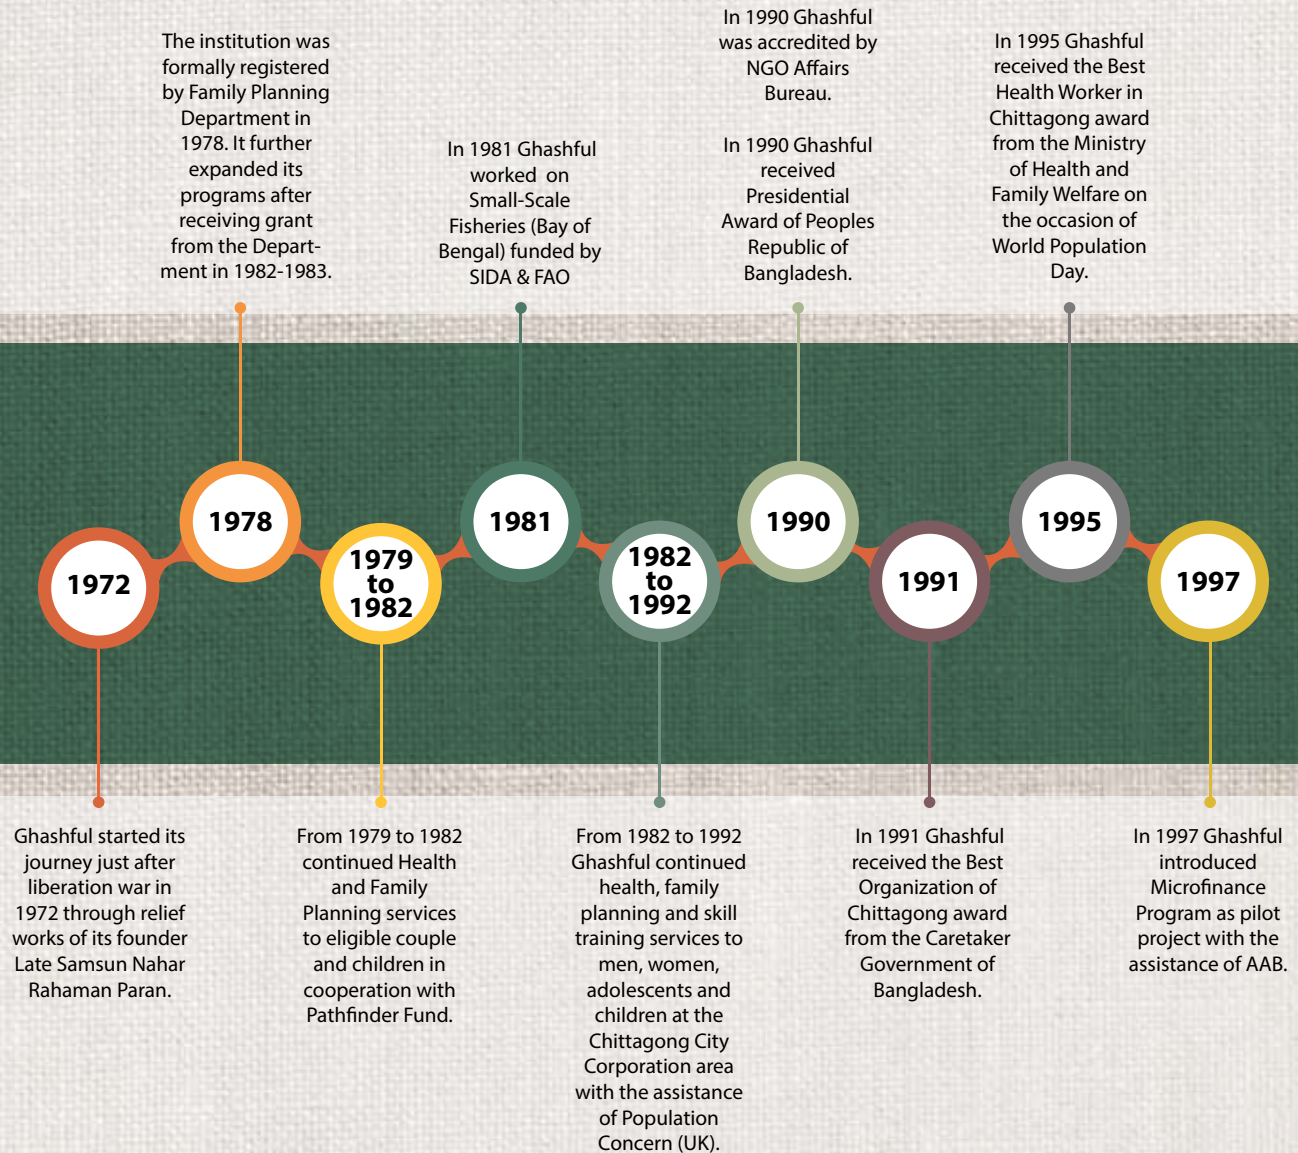 The institution was
formally registered
by Family Planning
Department in
1978. It further
expanded its
programs after
receiving grant
from the Depart-
ment in 1982-1983.
In 1981 Ghashful
worked on
Small-Scale
Fisheries (Bay of
Bengal) funded by
SIDA & FAO
In 1990 Ghashful
was accredited by
NGO Affairs
Bureau.
In 1990 Ghashful
received
Presidential
Award of Peoples
Republic of
Bangladesh.
In 1995 Ghashful
received the Best
Health Worker in
Chittagong award
from the Ministry
of Health and
Family Welfare on
the occasion of
World Population
Day.
1972
1978
1979
to
1982
1981
1982
to
1992
1990
1991
1995
1997
Ghashful started its
journey just after
liberation war in
1972 through relief
works of its founder
Late Samsun Nahar
Rahaman Paran.
From 1979 to 1982
continued Health
and Family
Planning services
to eligible couple
and children in
cooperation with
Pathfinder Fund.
From 1982 to 1992
Ghashful continued
health, family
planning and skill
training services to
men, women,
adolescents and
children at the
Chittagong City
Corporation area
with the assistance
of Population
Concern (UK).
In 1991 Ghashful
received the Best
Organization of
Chittagong award
from the Caretaker
Government of
Bangladesh.
In 1997 Ghashful
introduced
Microfinance
Program as pilot
project with the
assistance of AAB.